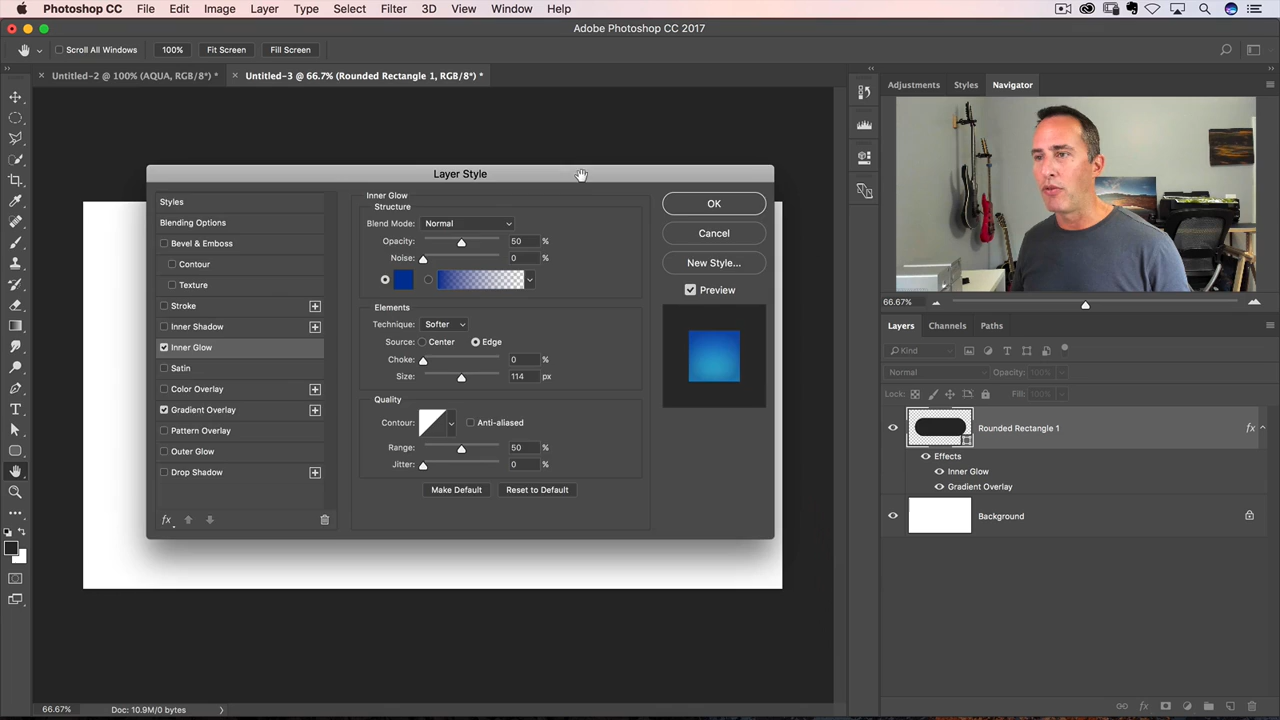 Photoshop CC File Edit Image Layer Type Select Filter 3D View Window Help
Adobe Photoshop CC 2017
Scroll All Windows 100% Fit Screen Fill Screen
× Untitled-2 @ 100% (AQUA, RGB/8*) * × Untitled-3 @ 66.7% (Rounded Rectangle 1, RGB/8*) *
Adjustments Styles Navigator
Layer Style
Styles
Blending Options
Bevel & Emboss
Contour
Texture
Stroke
Inner Shadow
Inner Glow
Satin
Color Overlay
Gradient Overlay
Pattern Overlay
Outer Glow
Drop Shadow
fx
Inner Glow
Structure
Blend Mode: Normal
Opacity: 50 %
Noise: 0 %
Elements
Technique: Softer
Source: Center Edge
Choke: 0 %
Size: 114 px
Quality
Contour: Anti-aliased
Range: 50 %
Jitter: 0 %
Make Default Reset to Default
OK
Cancel
New Style...
Preview
66.67%
Layers Channels Paths
Kind
Normal Opacity: 100%
Lock: Fill: 100%
Rounded Rectangle 1 fx
Effects
Inner Glow
Gradient Overlay
Background
66.67% Doc: 10.9M/0 bytes
fx